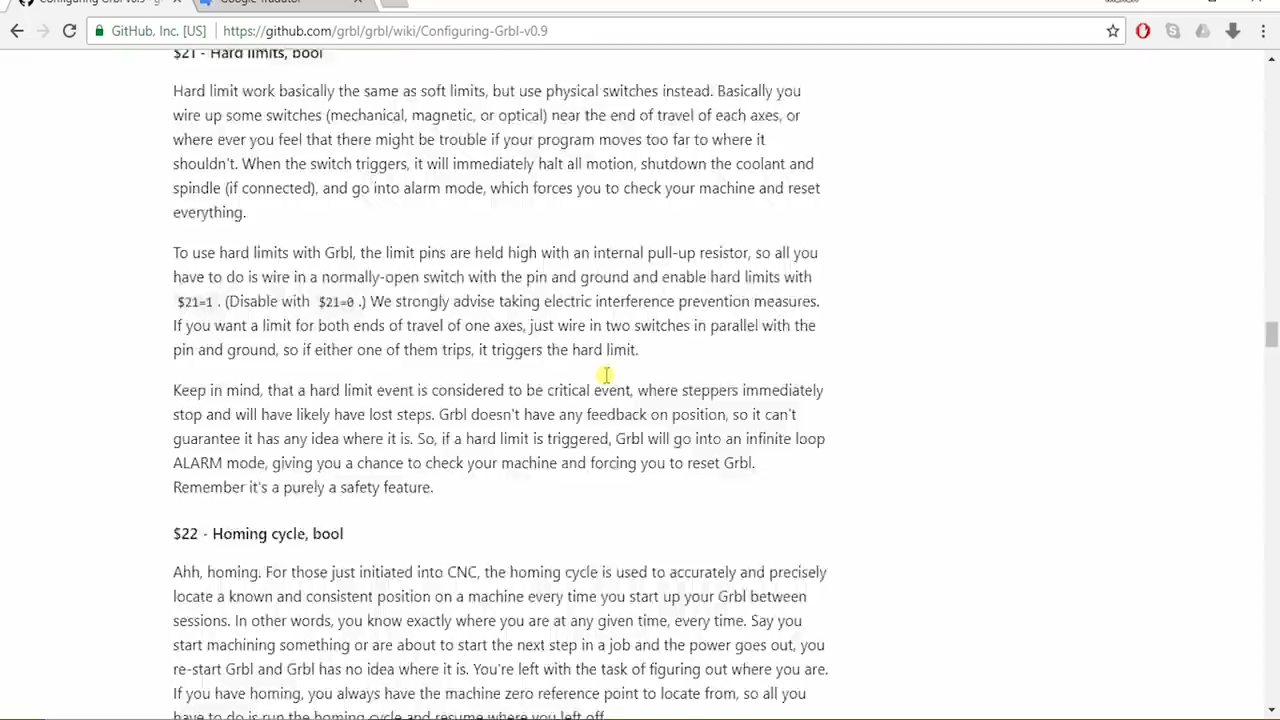 Configuring Grbl v0.9 · gr
Google Tradutor
GitHub, Inc. [US]
https://github.com/grbl/grbl/wiki/Configuring-Grbl-v0.9
$21 - Hard limits, bool
Hard limit work basically the same as soft limits, but use physical switches instead. Basically you
wire up some switches (mechanical, magnetic, or optical) near the end of travel of each axes, or
where ever you feel that there might be trouble if your program moves too far to where it
shouldn't. When the switch triggers, it will immediately halt all motion, shutdown the coolant and
spindle (if connected), and go into alarm mode, which forces you to check your machine and reset
everything.
To use hard limits with Grbl, the limit pins are held high with an internal pull-up resistor, so all you
have to do is wire in a normally-open switch with the pin and ground and enable hard limits with
$21=1 . (Disable with $21=0 .) We strongly advise taking electric interference prevention measures.
If you want a limit for both ends of travel of one axes, just wire in two switches in parallel with the
pin and ground, so if either one of them trips, it triggers the hard limit.
Keep in mind, that a hard limit event is considered to be critical event, where steppers immediately
stop and will have likely have lost steps. Grbl doesn't have any feedback on position, so it can't
guarantee it has any idea where it is. So, if a hard limit is triggered, Grbl will go into an infinite loop
ALARM mode, giving you a chance to check your machine and forcing you to reset Grbl.
Remember it's a purely a safety feature.
$22 - Homing cycle, bool
Ahh, homing. For those just initiated into CNC, the homing cycle is used to accurately and precisely
locate a known and consistent position on a machine every time you start up your Grbl between
sessions. In other words, you know exactly where you are at any given time, every time. Say you
start machining something or are about to start the next step in a job and the power goes out, you
re-start Grbl and Grbl has no idea where it is. You're left with the task of figuring out where you are.
If you have homing, you always have the machine zero reference point to locate from, so all you
have to do is run the homing cycle and resume where you left off.